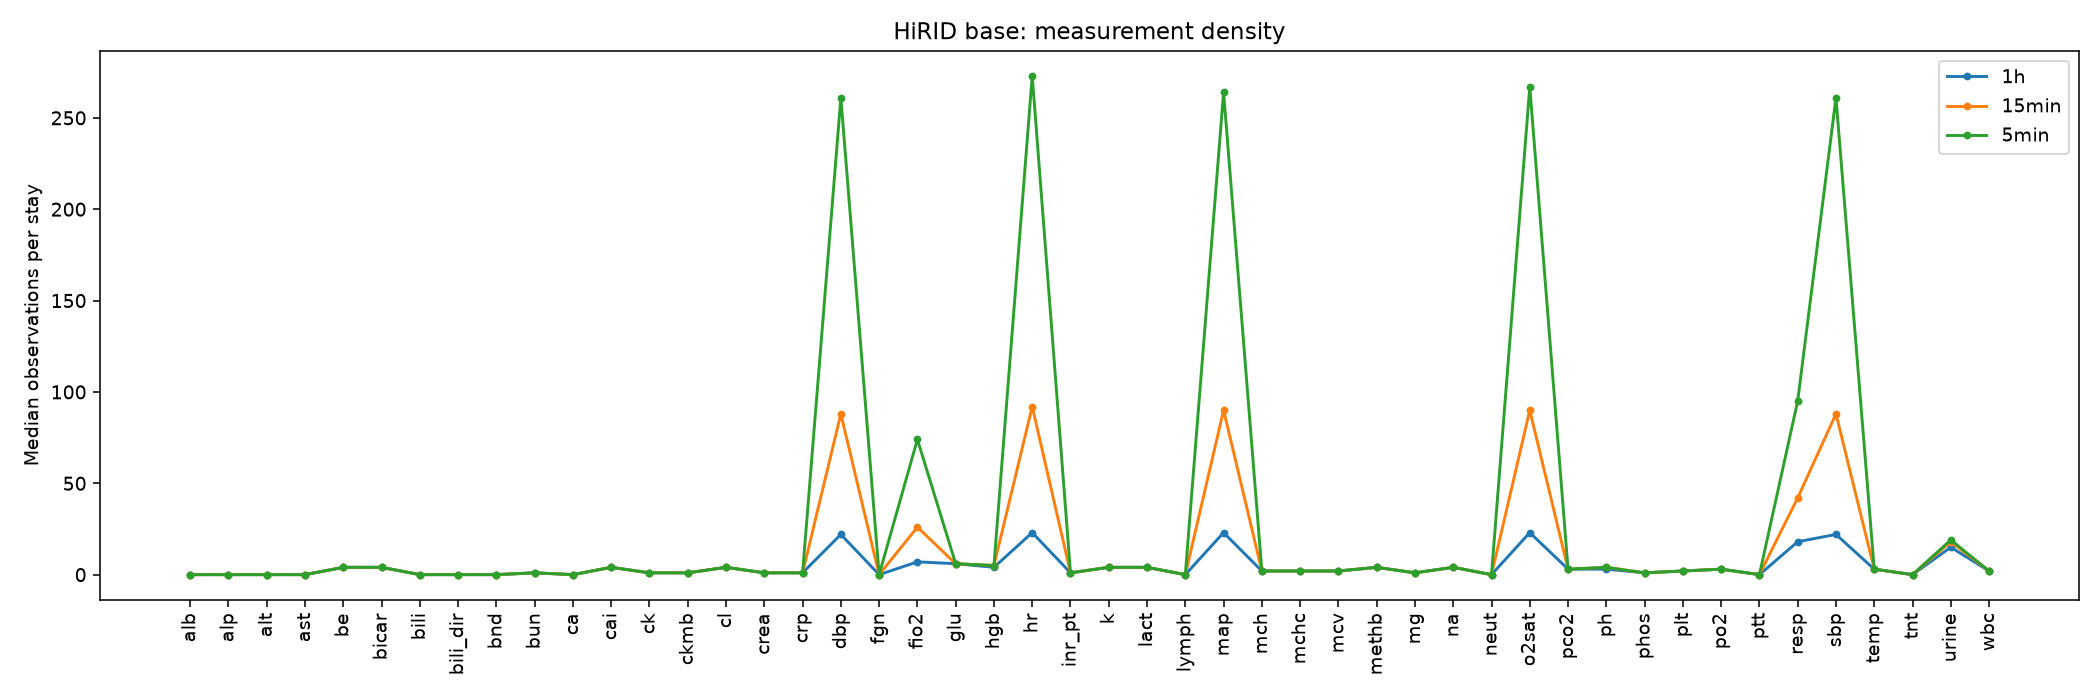 HiRID base: measurement density
Median observations per stay
250
200
150
100
50
0
1h
15min
5min
alb
alp
alt
ast
be
bicar
bili
bili_dir
bnd
bun
ca
cai
ck
ckmb
cl
crea
crp
dbp
fgn
fio2
glu
hgb
hr
inr_pt
k
lact
lymph
map
mch
mchc
mcv
methb
mg
na
neut
o2sat
pco2
ph
phos
plt
po2
ptt
resp
sbp
temp
tnt
urine
wbc